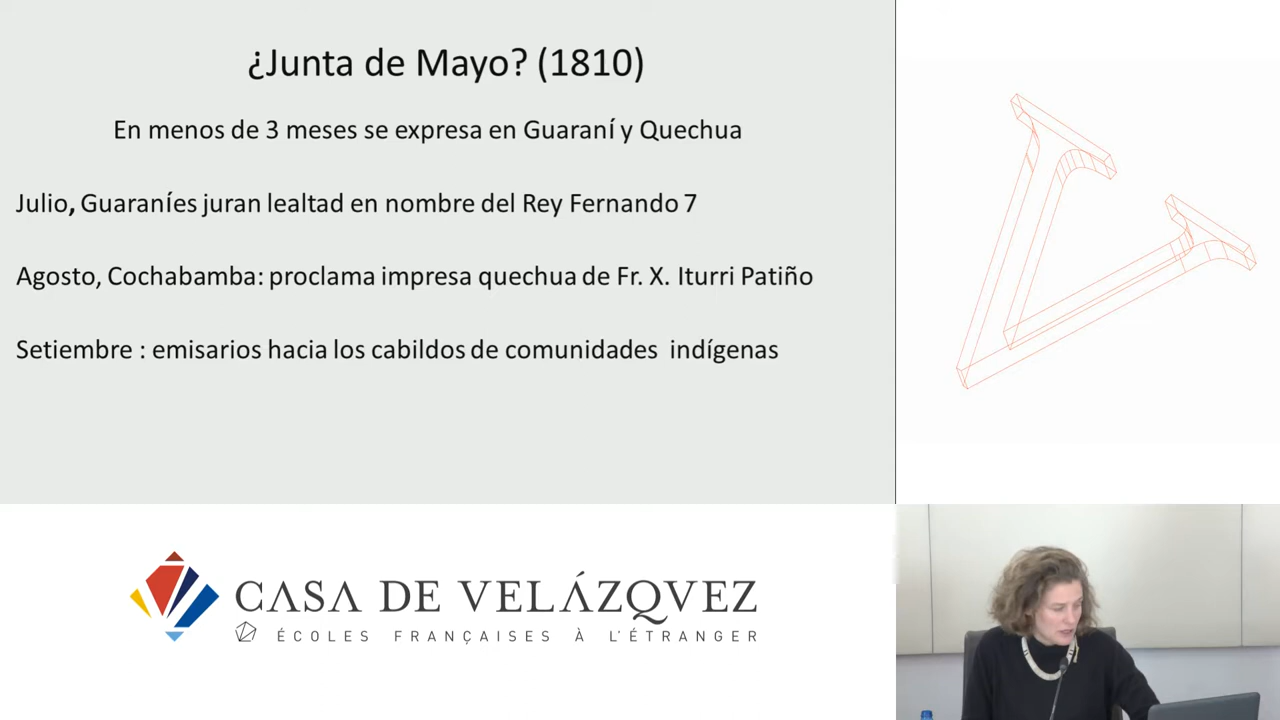 ¿Junta de Mayo? (1810)
En menos de 3 meses se expresa en Guaraní y Quechua
Julio, Guaraníes juran lealtad en nombre del Rey Fernando 7
Agosto, Cochabamba: proclama impresa quechua de Fr. X. Iturri Patiño
Setiembre : emisarios hacia los cabildos de comunidades  indígenas
CASA DE VELÁZQVEZ
ÉCOLES FRANÇAISES À L'ÉTRANGER